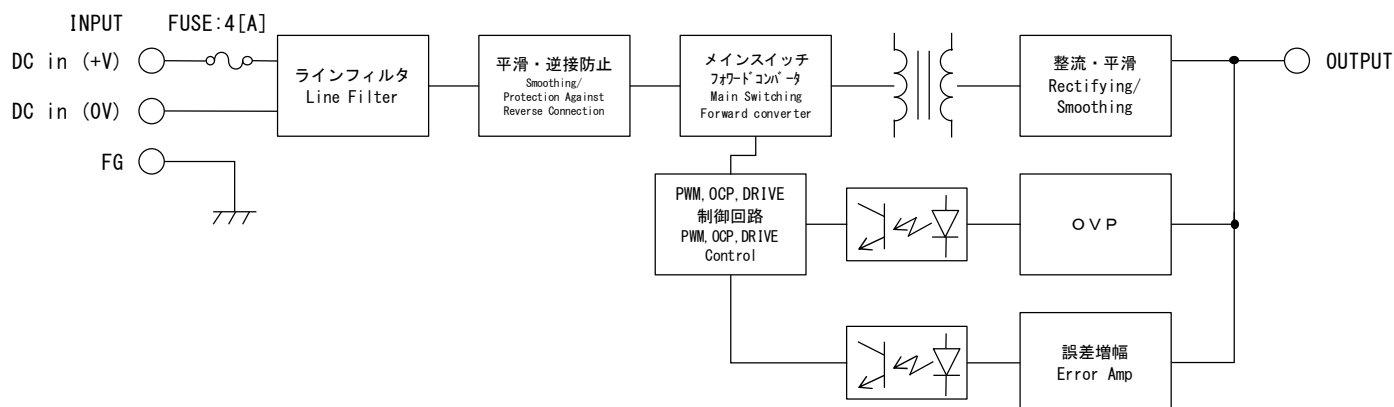 INPUT
FUSE:4[A]
DC in (+V)
DC in (0V)
FG
ラインフィルタ
Line Filter
平滑・逆接防止
Smoothing/
Protection Against
Reverse Connection
メインスイッチ
フォワードコンバータ
Main Switching
Forward converter
整流・平滑
Rectifying/
Smoothing
OUTPUT
PWM,OCP,DRIVE
制御回路
PWM,OCP,DRIVE
Control
OVP
誤差増幅
Error Amp